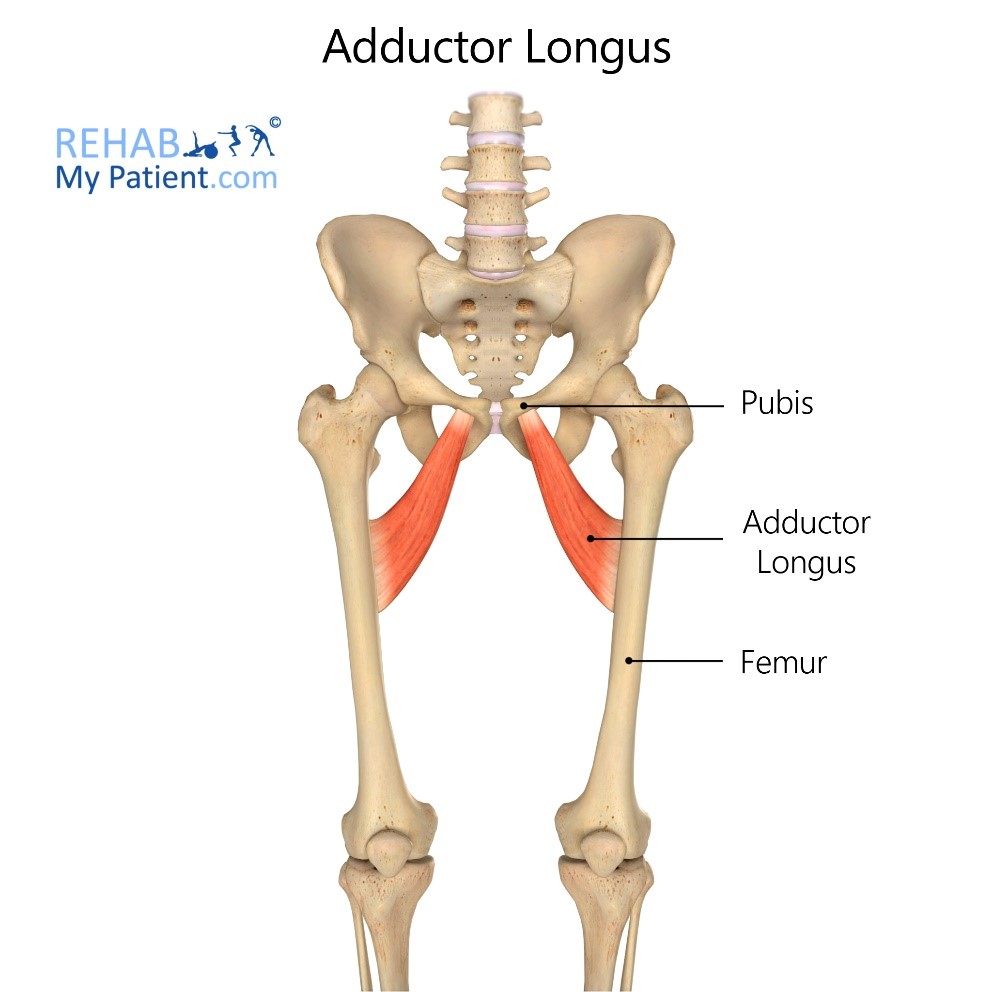 Adductor Longus
REHAB ©
My Patient.com
Pubis
Adductor
Longus
Femur